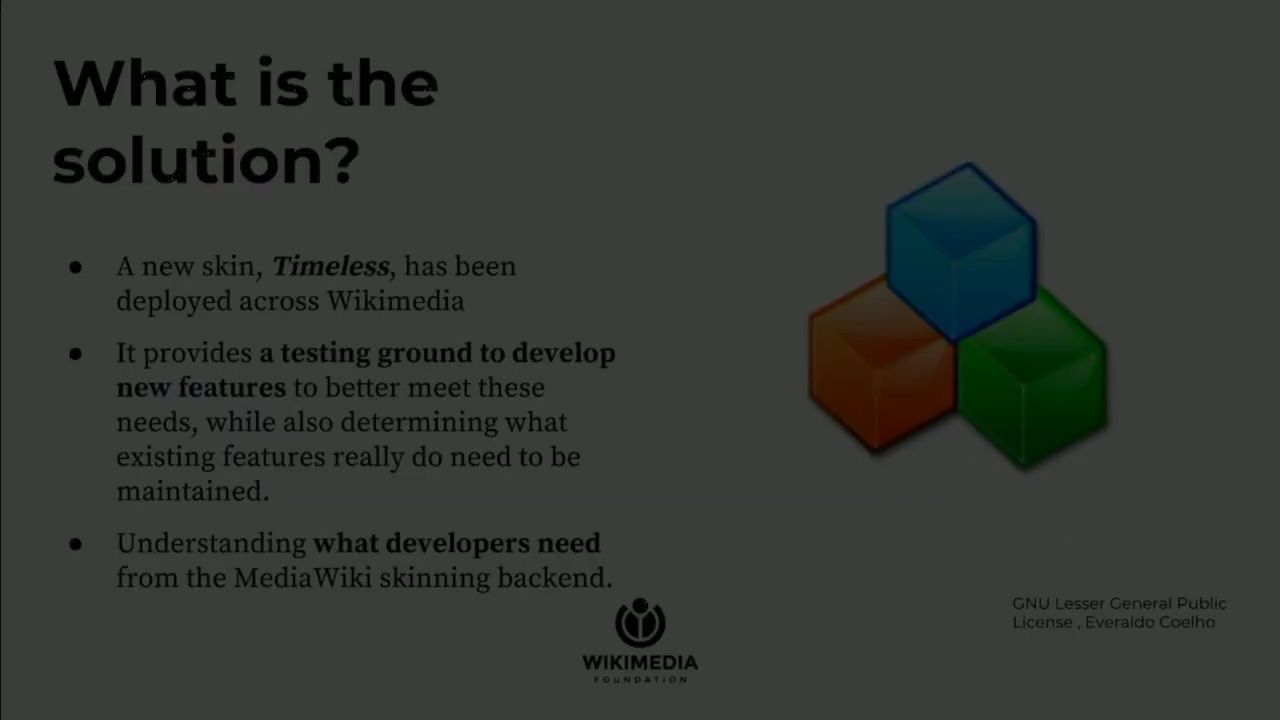 What is the
solution?
● A new skin, Timeless, has been
deployed across Wikimedia
● It provides a testing ground to develop
new features to better meet these
needs, while also determining what
existing features really do need to be
maintained.
● Understanding what developers need
from the MediaWiki skinning backend.
GNU Lesser General Public
License , Everaldo Coelho
WIKIMEDIA
FOUNDATION